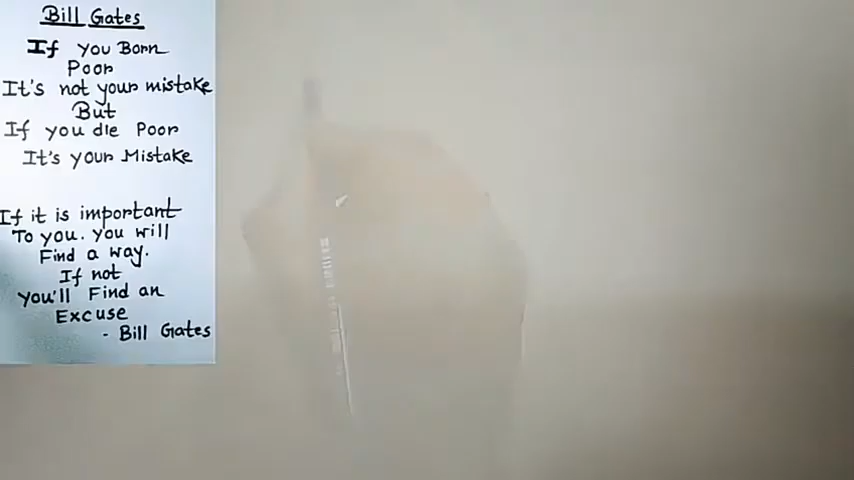 Bill Gates
If you Born
Poor
It's not your mistake
But
If you die Poor
It's your Mistake
If it is important
To you. you will
Find a way.
If not
you'll Find an
Excuse
- Bill Gates